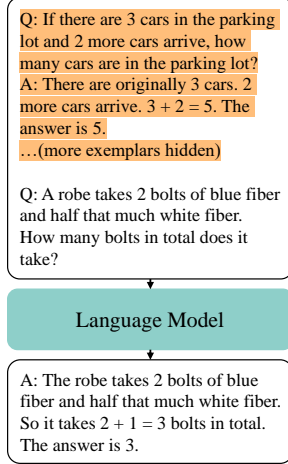 Q: If there are 3 cars in the parking
lot and 2 more cars arrive, how
many cars are in the parking lot?
A: There are originally 3 cars. 2
more cars arrive. 3 + 2 = 5. The
answer is 5.
…(more exemplars hidden)
Q: A robe takes 2 bolts of blue fiber
and half that much white fiber.
How many bolts in total does it
take?
Language Model
A: The robe takes 2 bolts of blue
fiber and half that much white fiber.
So it takes 2 + 1 = 3 bolts in total.
The answer is 3.